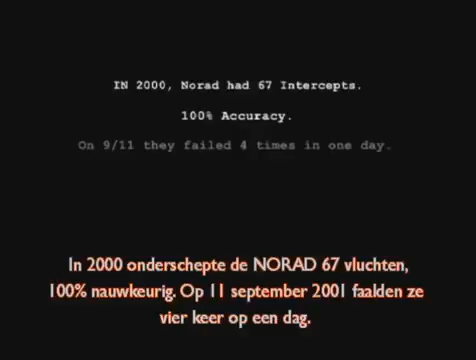 IN 2000, Norad had 67 Intercepts.
100% Accuracy.
On 9/11 they failed 4 times in one day.
In 2000 onderschepte de NORAD 67 vluchten,
100% nauwkeurig. Op 11 september 2001 faalden ze
vier keer op een dag.